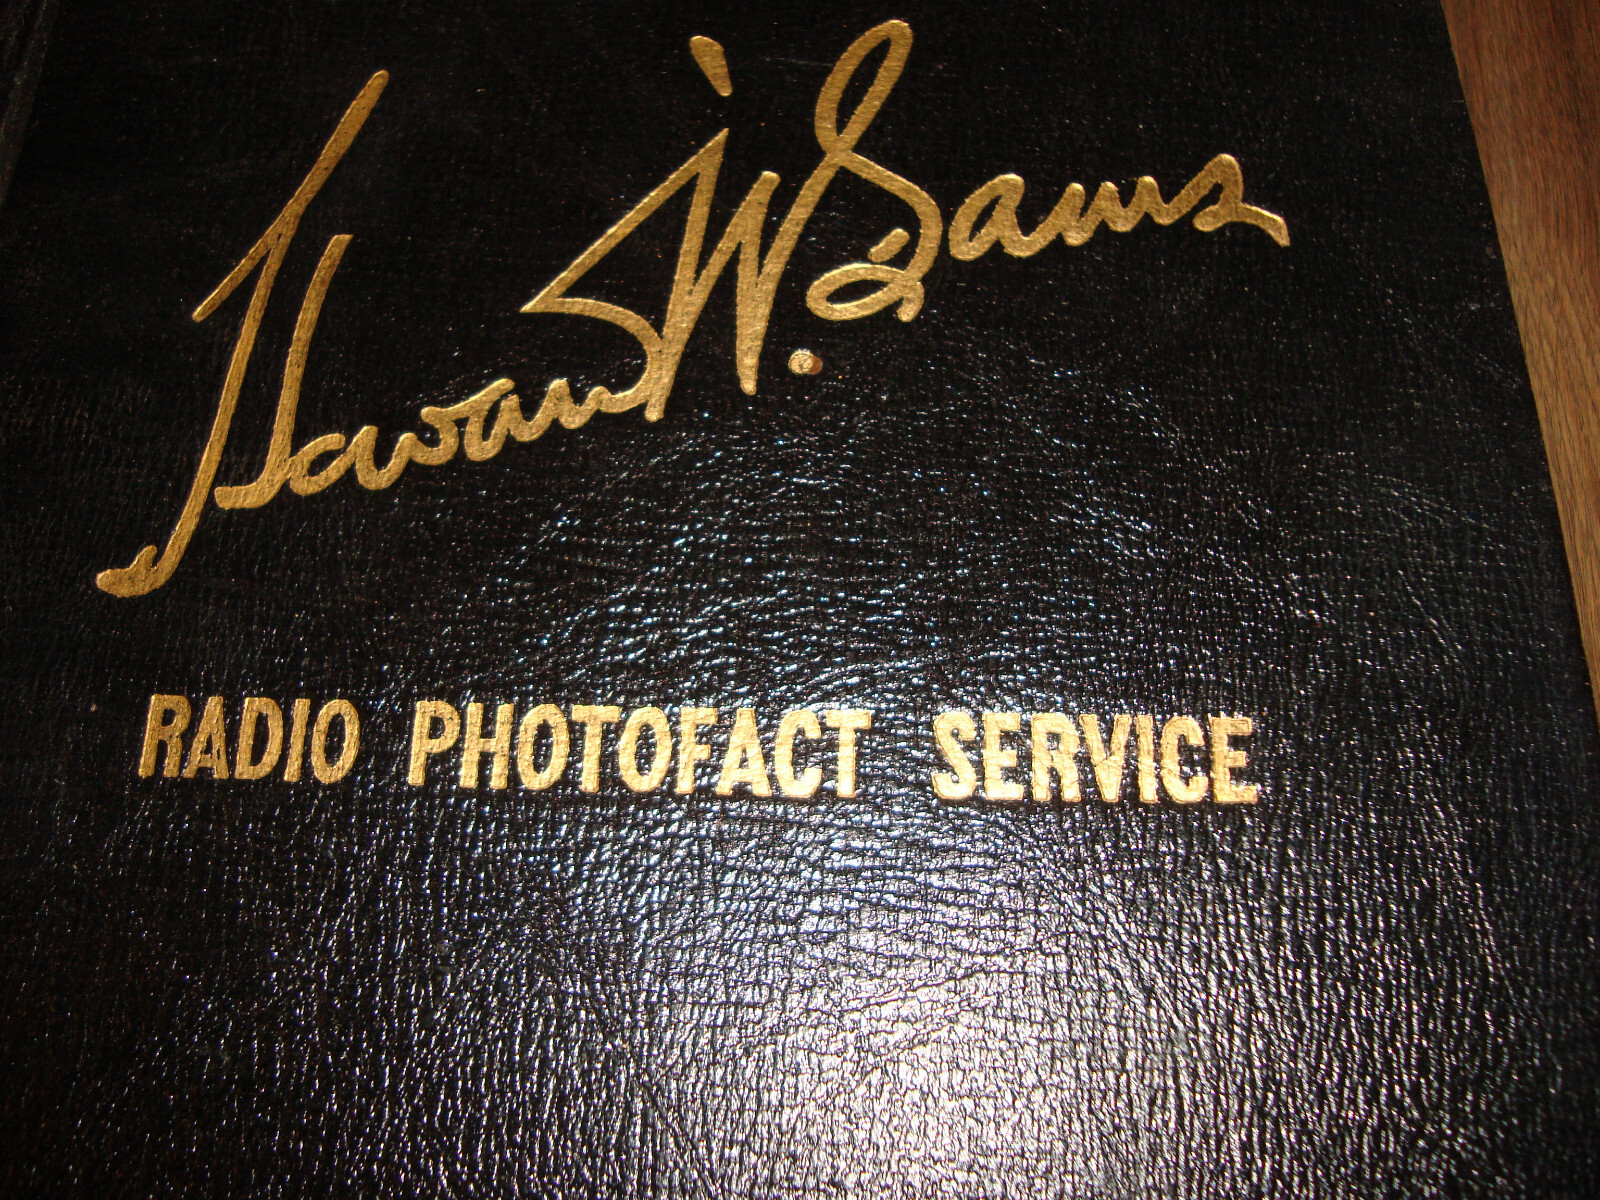 Howard W. Sams
RADIO PHOTOFACT SERVICE